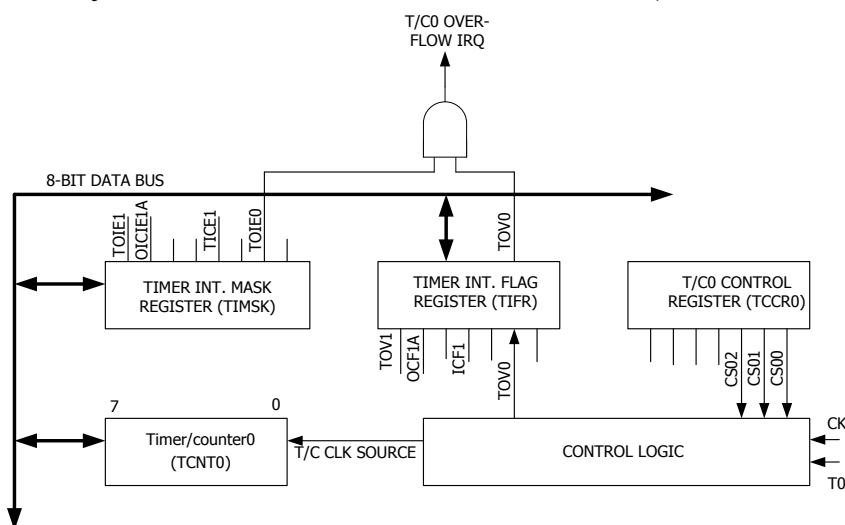 T/C0 OVER-
FLOW IRQ
8-BIT DATA BUS
TOIE1
OICIE1A
TICE1
TOIE0
TOV0
TIMER INT. MASK
REGISTER (TIMSK)
TIMER INT. FLAG
REGISTER (TIFR)
T/C0 CONTROL
REGISTER (TCCR0)
TOV1
OCF1A
ICF1
TOV0
CS02
CS01
CS00
7
0
Timer/counter0
(TCNT0)
T/C CLK SOURCE
CONTROL LOGIC
CK
T0